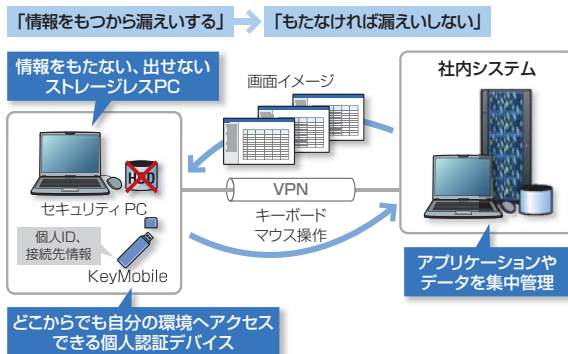 「情報をもつから漏えいする」
「もたなければ漏えいしない」
情報をもたない、出せない
ストレージレスPC
画面イメージ
社内システム
HDD
セキュリティPC
VPN
キーボード
マウス操作
個人ID、
接続先情報
KeyMobile
アプリケーションや
データを集中管理
どこからでも自分の環境へアクセス
できる個人認証デバイス